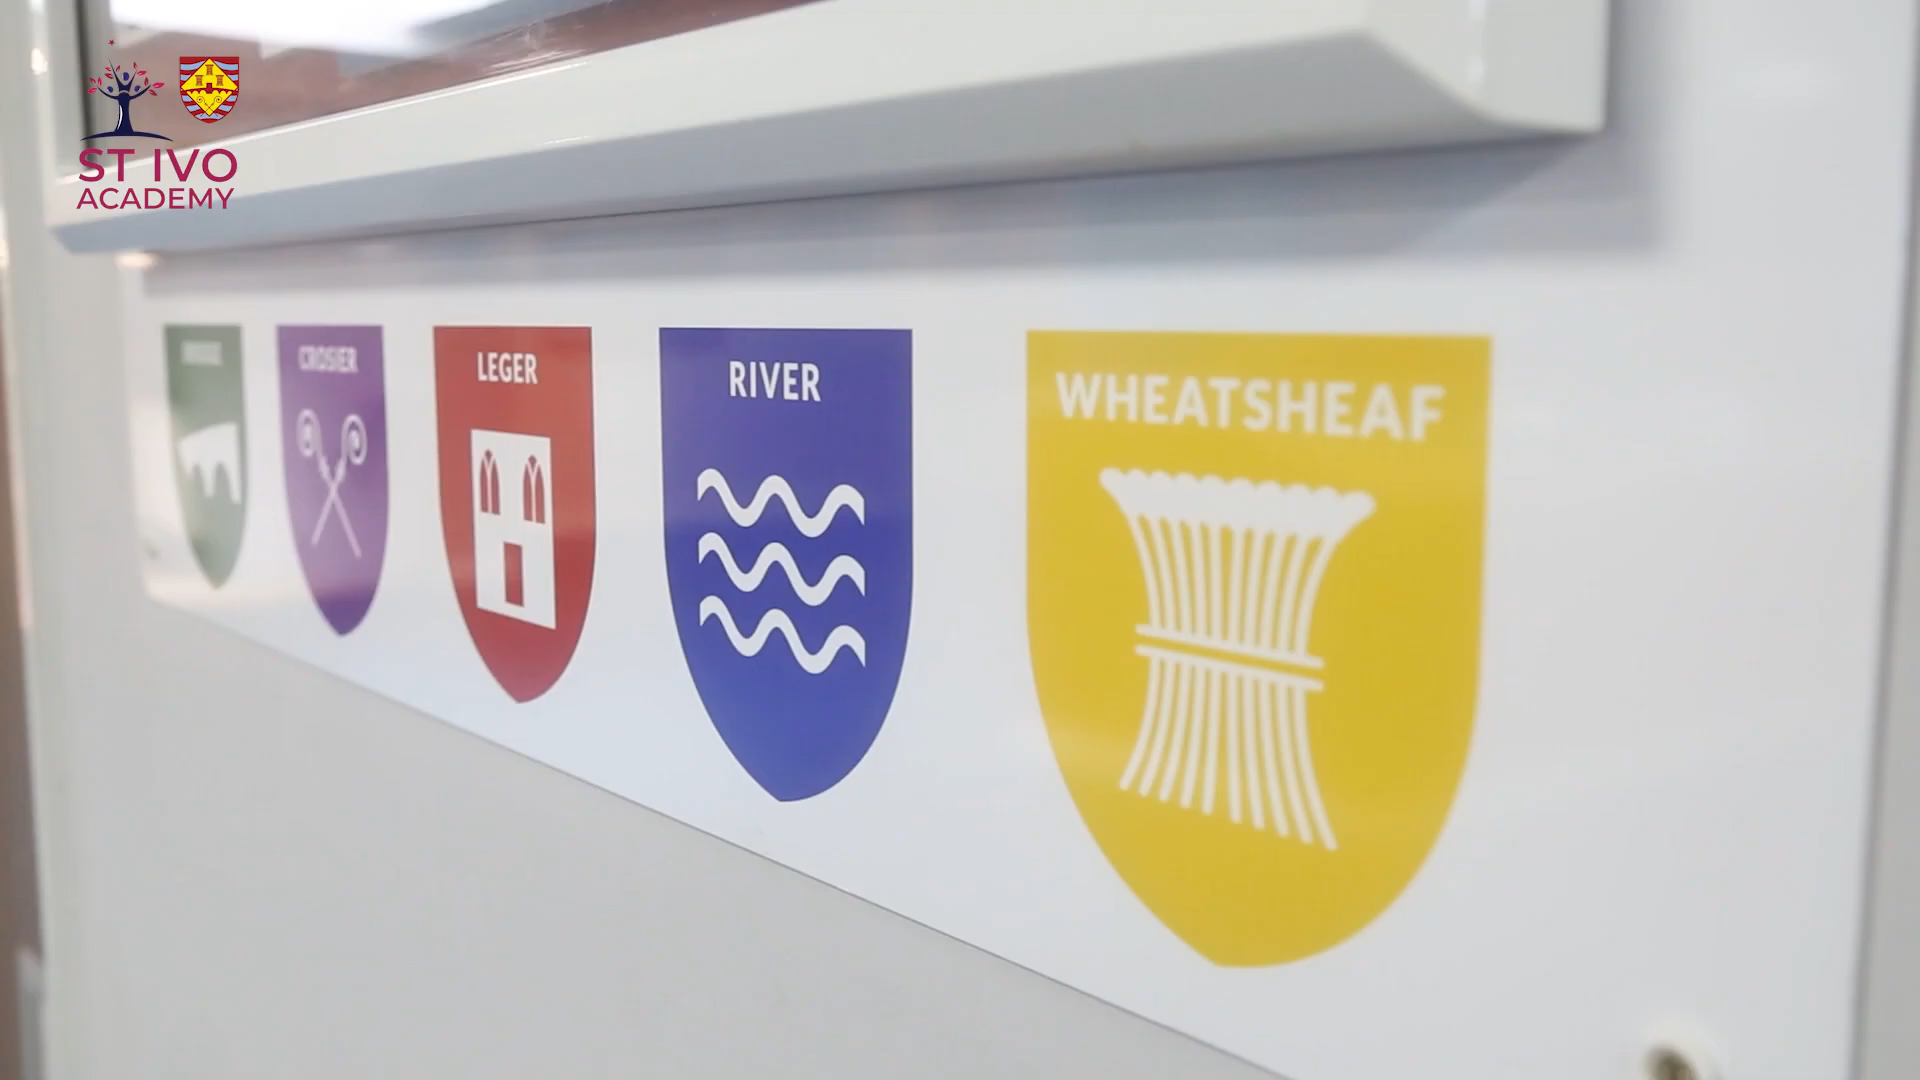 ST IVO
ACADEMY
CROSIER
LEGER
RIVER
WHEATSHEAF